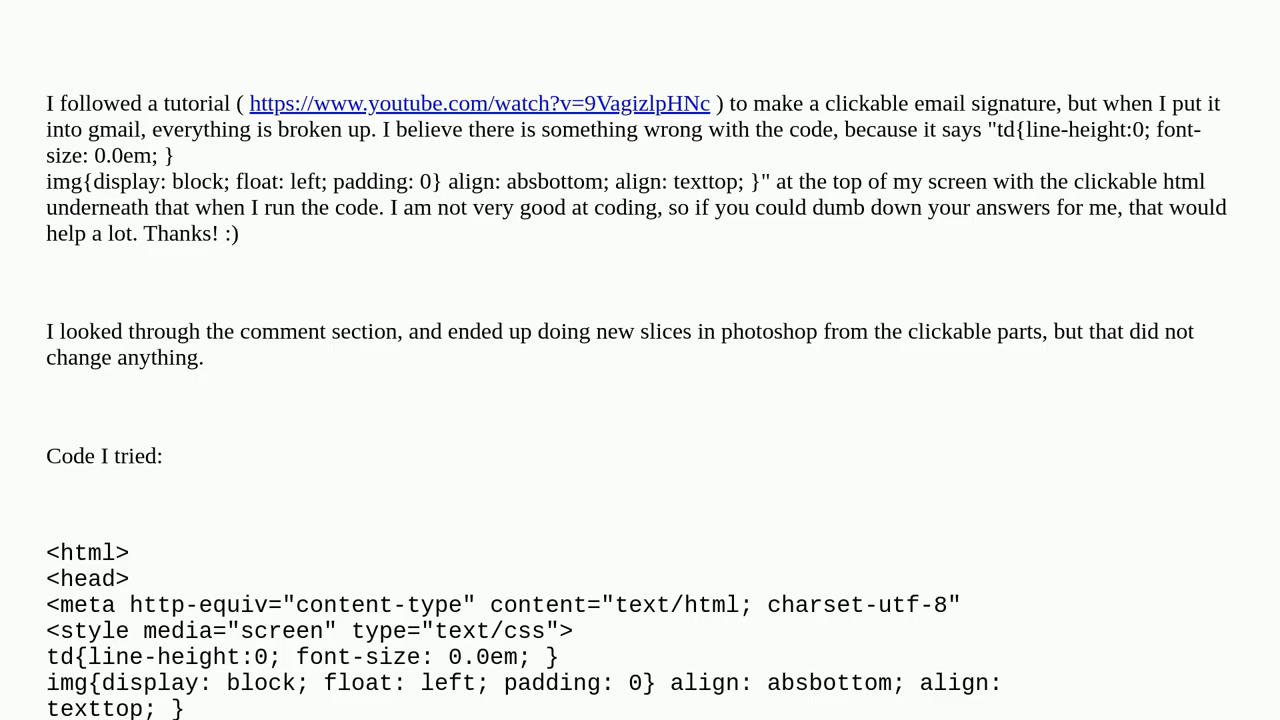 I followed a tutorial ( https://www.youtube.com/watch?v=9VagizlpHNc ) to make a clickable email signature, but when I put it
into gmail, everything is broken up. I believe there is something wrong with the code, because it says "td{line-height:0; font-
size: 0.0em; }
img{display: block; float: left; padding: 0} align: absbottom; align: texttop; }" at the top of my screen with the clickable html
underneath that when I run the code. I am not very good at coding, so if you could dumb down your answers for me, that would
help a lot. Thanks! :)
I looked through the comment section, and ended up doing new slices in photoshop from the clickable parts, but that did not
change anything.
Code I tried:
<html>
<head>
<meta http-equiv="content-type" content="text/html; charset-utf-8"
<style media="screen" type="text/css">
td{line-height:0; font-size: 0.0em; }
img{display: block; float: left; padding: 0} align: absbottom; align:
texttop; }